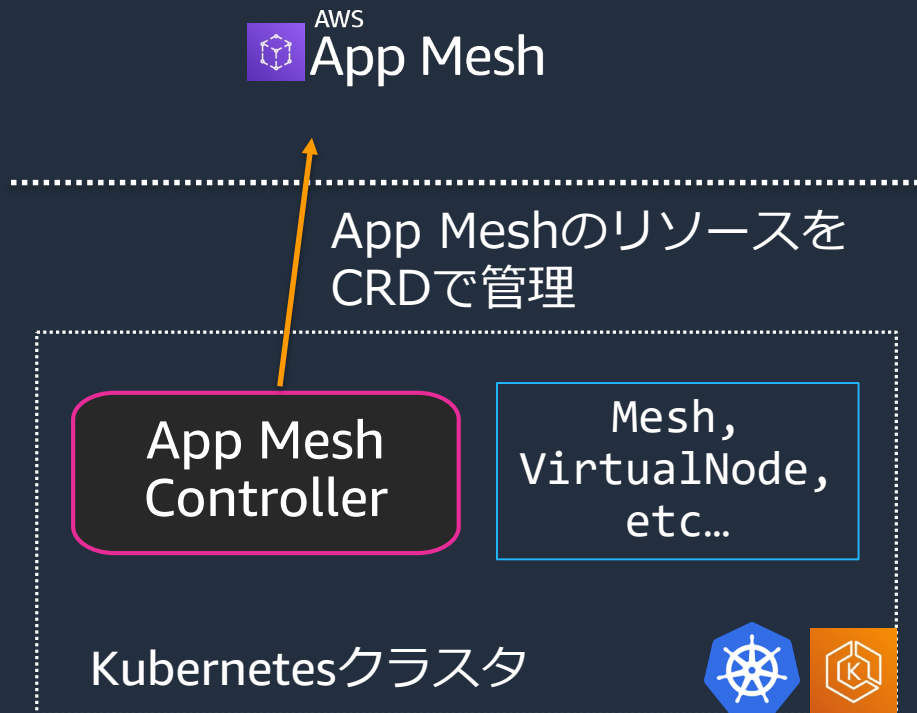 AWS
App Mesh
App Meshのリソースを
CRDで管理
App Mesh
Controller
Mesh,
VirtualNode,
etc…
Kubernetesクラスタ
K